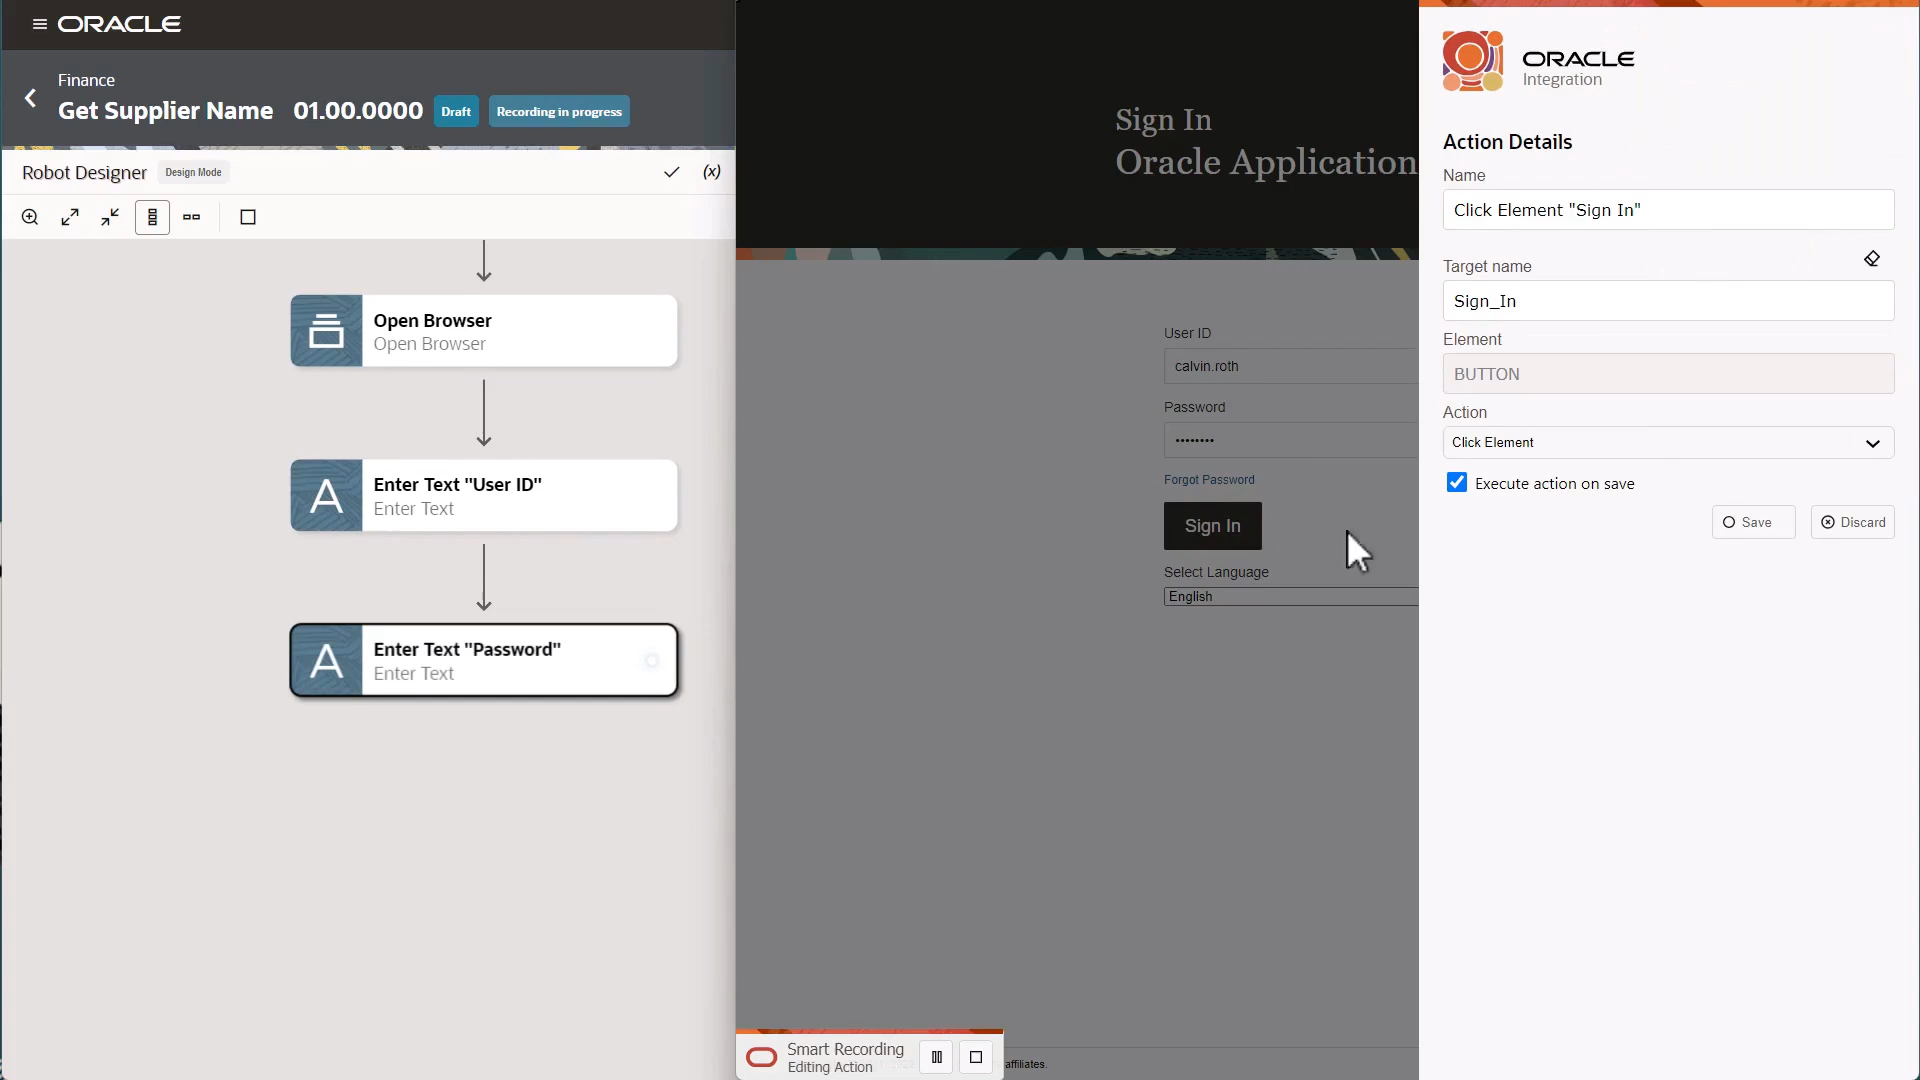 ORACLE
Finance
Get Supplier Name 01.00.0000 Draft Recording in progress
Robot Designer Design Mode
(x)
Open Browser
Open Browser
Enter Text "User ID"
Enter Text
Enter Text "Password"
Enter Text
Sign In
Oracle Application
User ID
calvin.roth
Password
••••••••
Forgot Password
Sign In
Select Language
English
Smart Recording
Editing Action
affiliates.
ORACLE
Integration
Action Details
Name
Click Element "Sign In"
Target name
Sign_In
Element
BUTTON
Action
Click Element
Execute action on save
Save
Discard